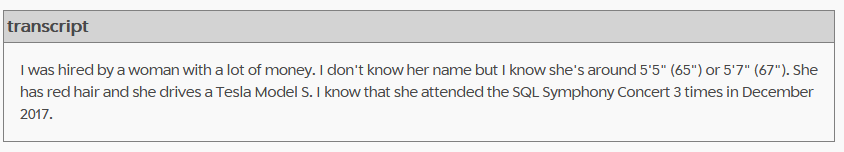 transcript
I was hired by a woman with a lot of money. I don't know her name but I know she's around 5'5" (65") or 5'7" (67"). She
has red hair and she drives a Tesla Model S. I know that she attended the SQL Symphony Concert 3 times in December
2017.